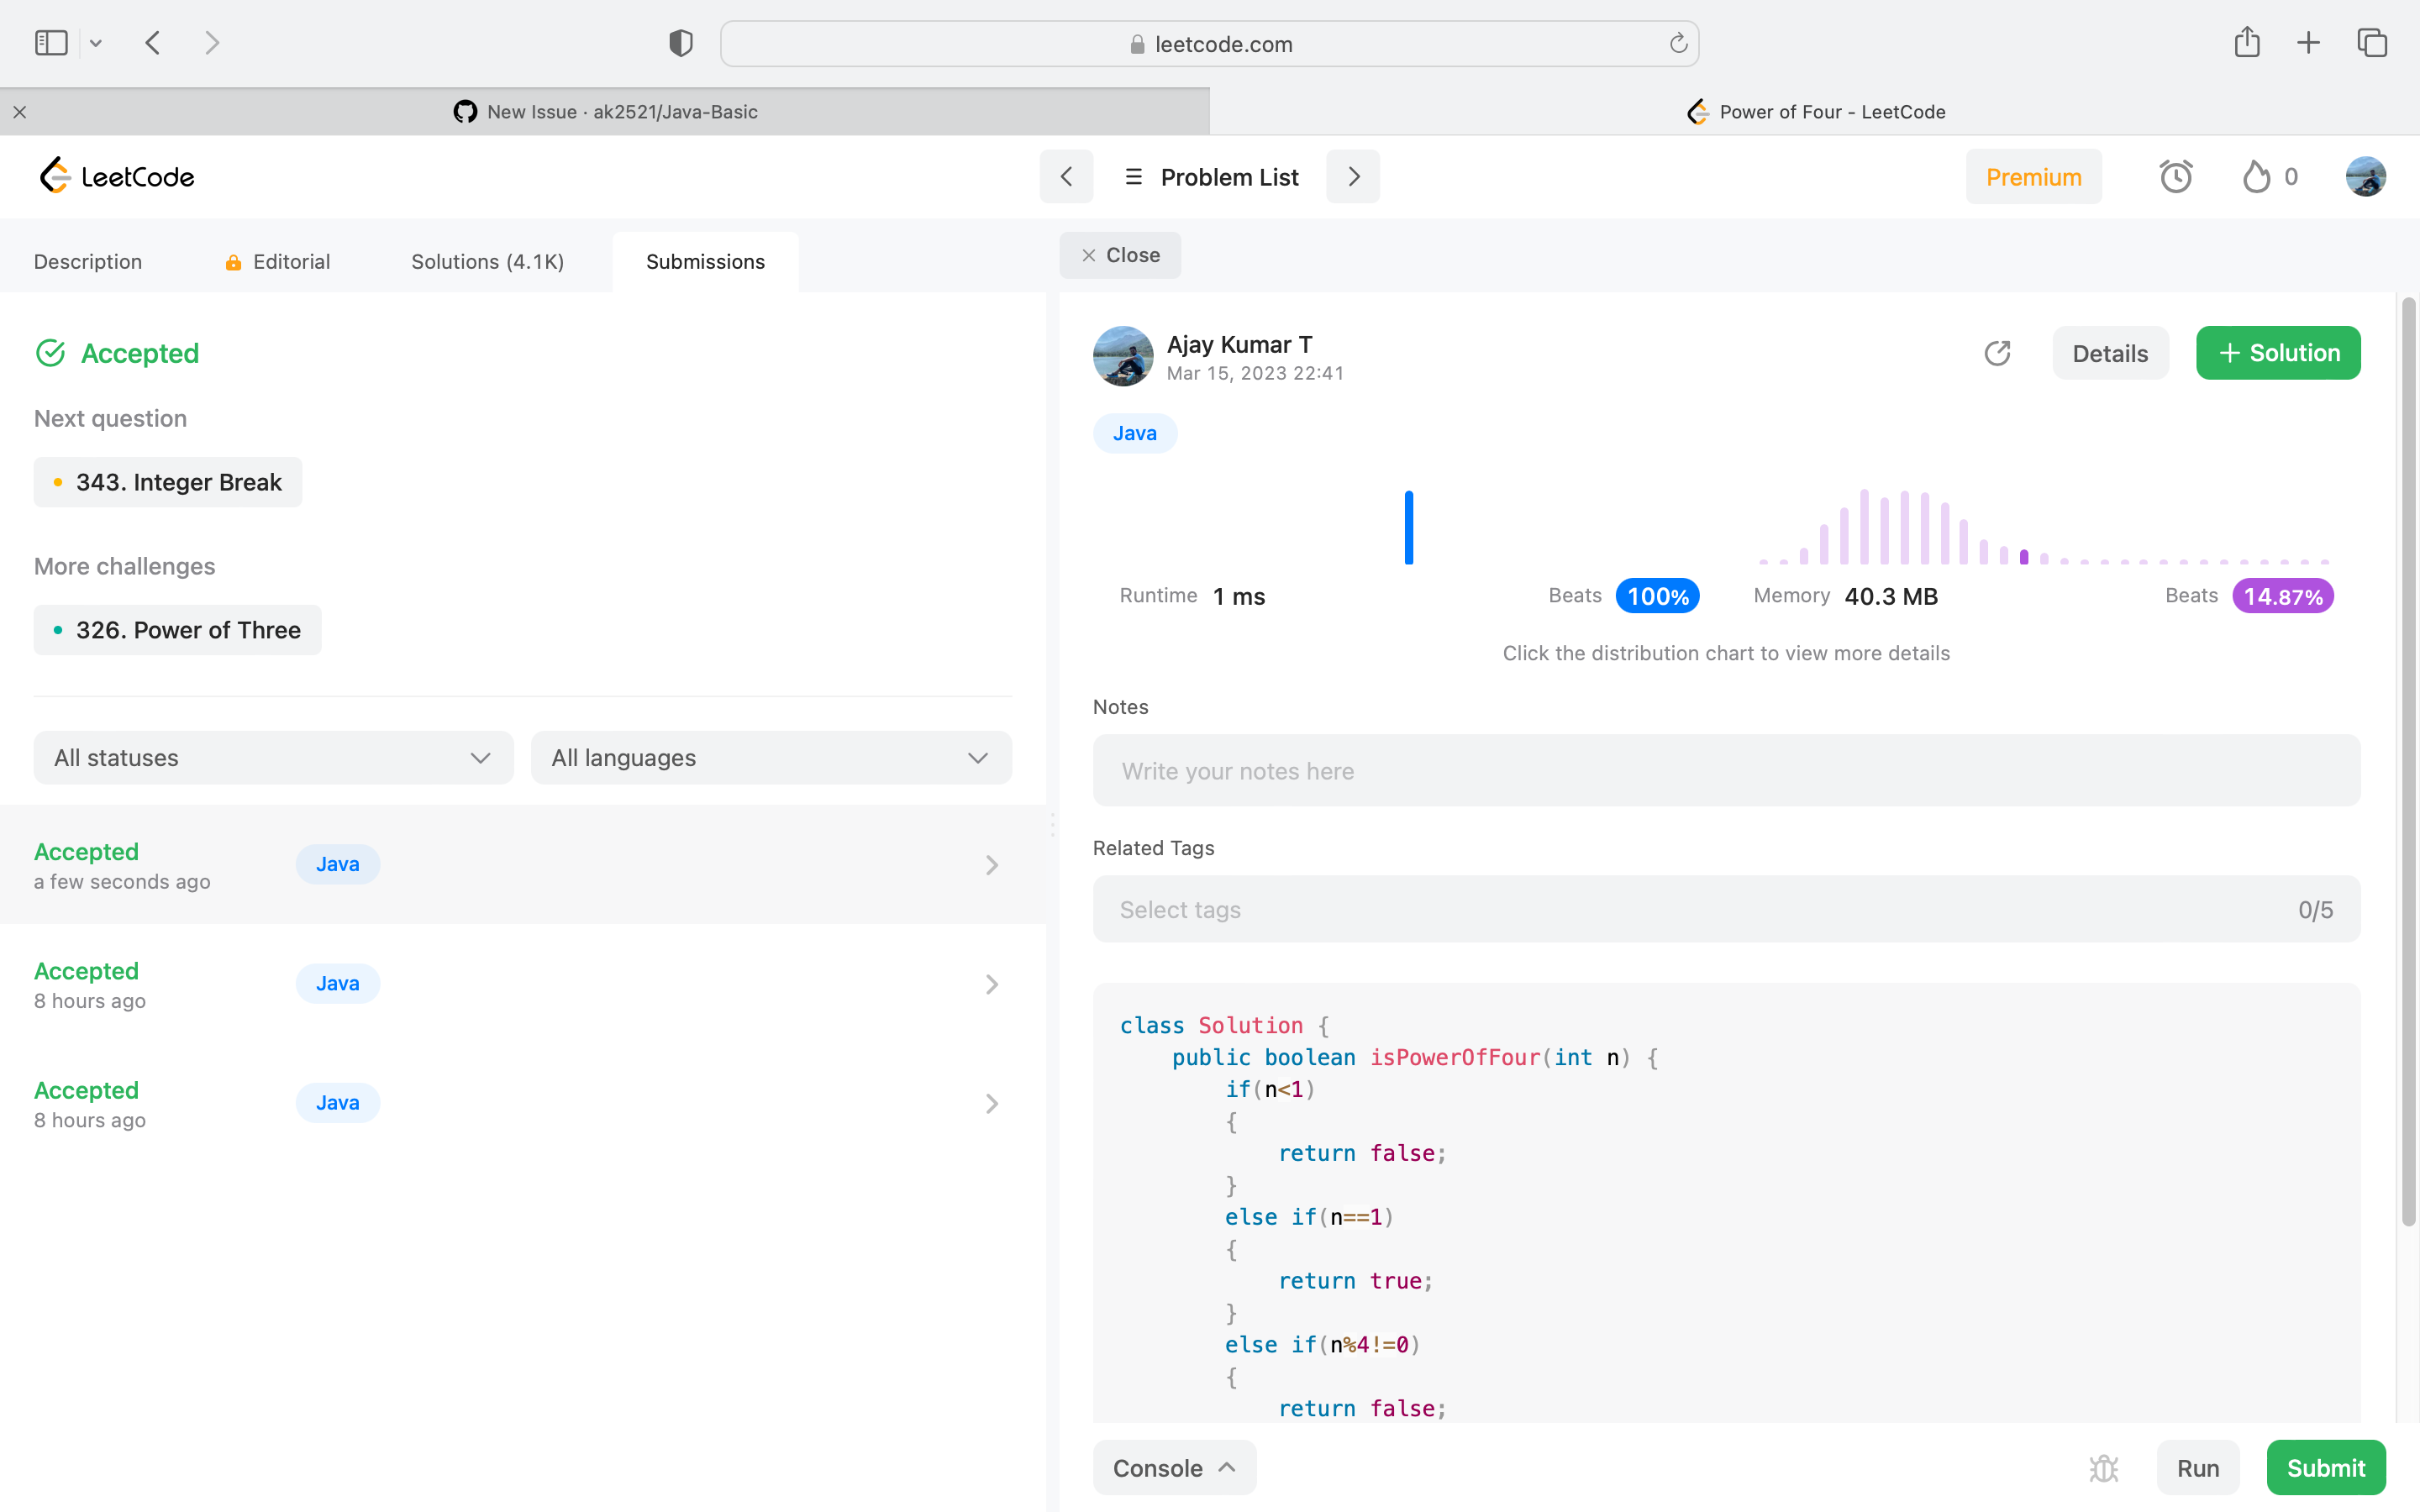 leetcode.com
New Issue · ak2521/Java-Basic
Power of Four - LeetCode
LeetCode
Problem List
Premium
0
Description
Editorial
Solutions (4.1K)
Submissions
Close
Accepted
Next question
343. Integer Break
More challenges
326. Power of Three
All statuses
All languages
Accepted
a few seconds ago
Java
Accepted
8 hours ago
Java
Accepted
8 hours ago
Java
Ajay Kumar T
Mar 15, 2023 22:41
Details
+ Solution
Java
Runtime 1 ms
Beats 100%
Memory 40.3 MB
Beats 14.87%
Click the distribution chart to view more details
Notes
Write your notes here
Related Tags
Select tags
0/5
class Solution {
    public boolean isPowerOfFour(int n) {
        if(n<1)
        {
            return false;
        }
        else if(n==1)
        {
            return true;
        }
        else if(n%4!=0)
        {
            return false;
Console
Run
Submit